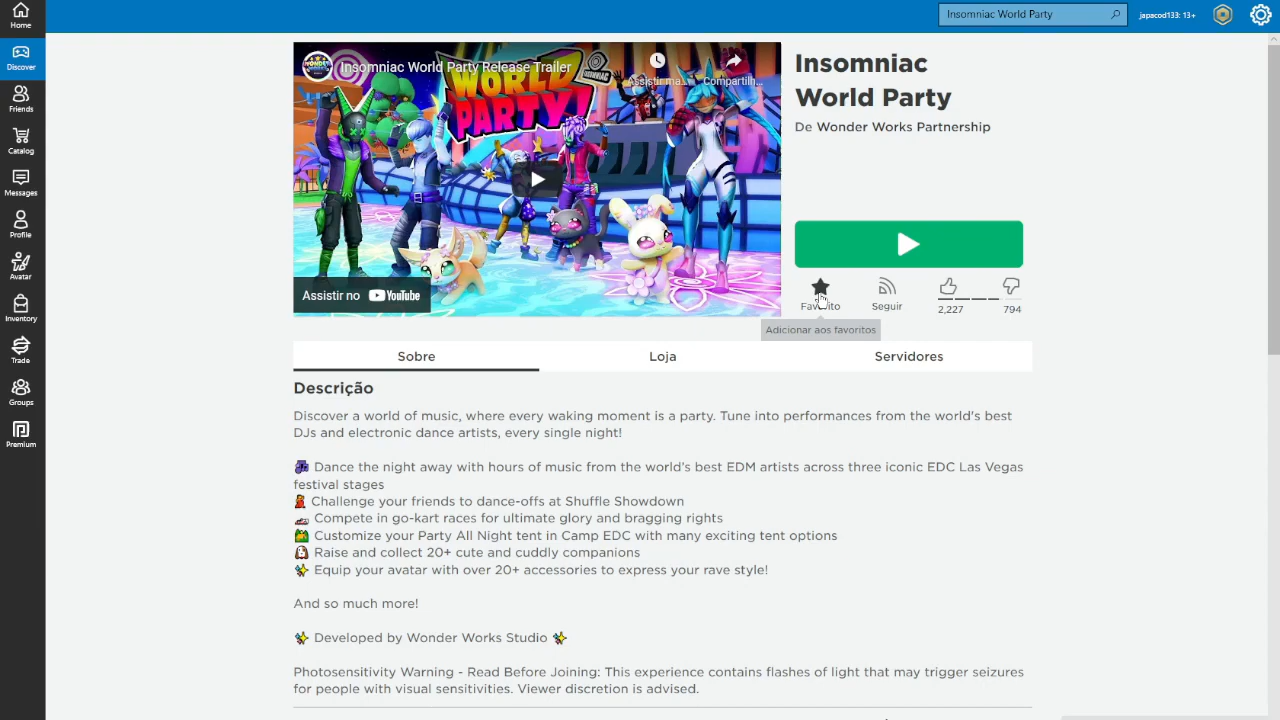 Home
Discover
Friends
Catalog
Messages
Profile
Avatar
Inventory
Trade
Groups
Premium
Insomniac World Party
japacod133: 13+
Insomniac World Party Release Trailer
Assistir ma...
Compartilh...
INSOMNIAC
WORLD
PARTY!
Assistir no YouTube
Insomniac
World Party
De Wonder Works Partnership
Favorito
Seguir
2,227
794
Adicionar aos favoritos
Sobre
Loja
Servidores
Descrição
Discover a world of music, where every waking moment is a party. Tune into performances from the world's best
DJs and electronic dance artists, every single night!
Dance the night away with hours of music from the world's best EDM artists across three iconic EDC Las Vegas
festival stages
Challenge your friends to dance-offs at Shuffle Showdown
Compete in go-kart races for ultimate glory and bragging rights
Customize your Party All Night tent in Camp EDC with many exciting tent options
Raise and collect 20+ cute and cuddly companions
Equip your avatar with over 20+ accessories to express your rave style!
And so much more!
Developed by Wonder Works Studio
Photosensitivity Warning - Read Before Joining: This experience contains flashes of light that may trigger seizures
for people with visual sensitivities. Viewer discretion is advised.